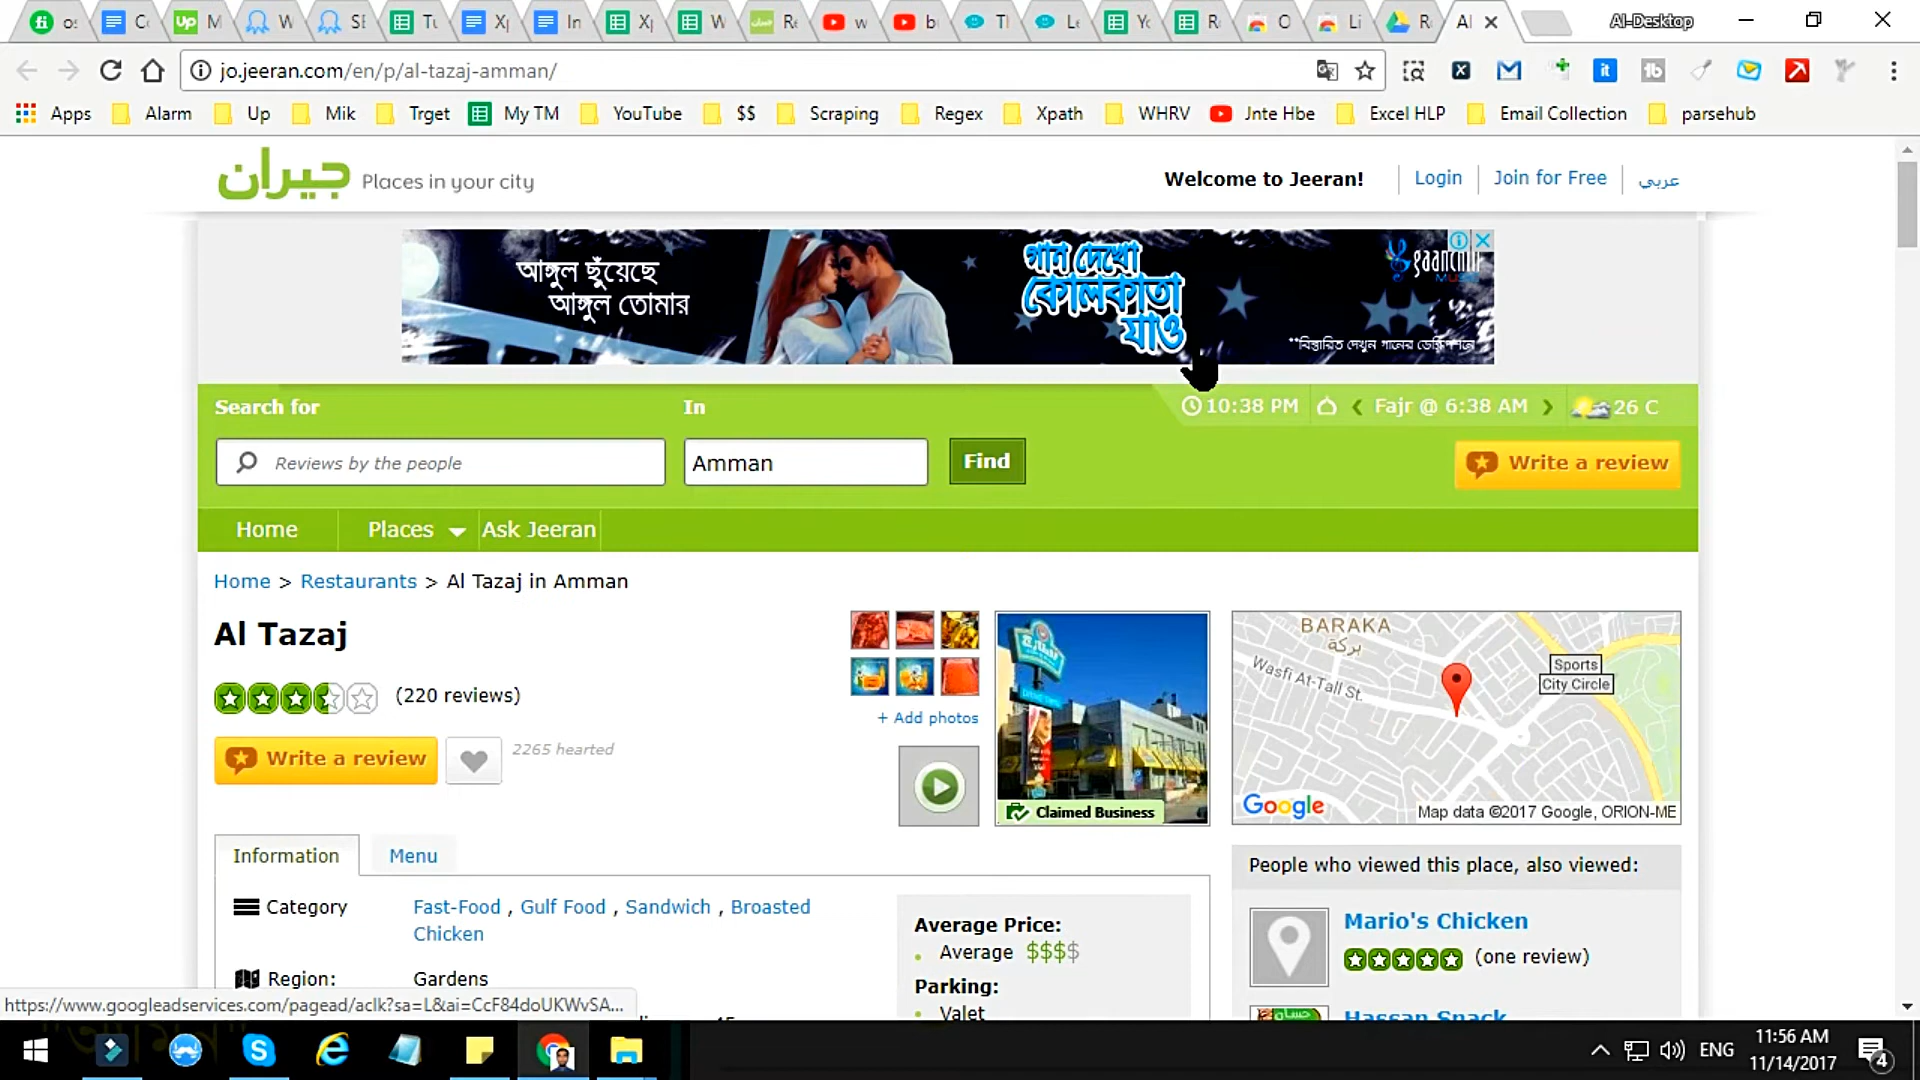 Al
Al-Desktop
jo.jeeran.com/en/p/al-tazaj-amman/
Apps Alarm Up Mik Trget My TM YouTube $$ Scraping Regex Xpath WHRV Jnte Hbe Excel HLP Email Collection parsehub
جيران Places in your city
Welcome to Jeeran! Login Join for Free عربي
আঙ্গুল ছুঁয়েছে
আঙ্গুল তোমার
গান দেখো
কোলকাতা
যাও
**বিস্তারিত দেখুন গানের ডেস্ক্রিপশনে
Search for In
10:38 PM Fajr @ 6:38 AM 26 C
Reviews by the people Amman Find
Write a review
Home Places Ask Jeeran
Home > Restaurants > Al Tazaj in Amman
Al Tazaj
(220 reviews)
Write a review 2265 hearted
+ Add photos
Claimed Business
BARAKA
بركة
Wasfi At-Tall St.
Sports
City Circle
Google Map data ©2017 Google, ORION-ME
Information Menu
Category Fast-Food , Gulf Food , Sandwich , Broasted
Chicken
Region: Gardens
Average Price:
Average $$$$
Parking:
Valet
People who viewed this place, also viewed:
Mario's Chicken
(one review)
Hassan Snack
https://www.googleadservices.com/pagead/aclk?sa=L&ai=CcF84doUKWvSA...
ENG 11:56 AM
11/14/2017
4